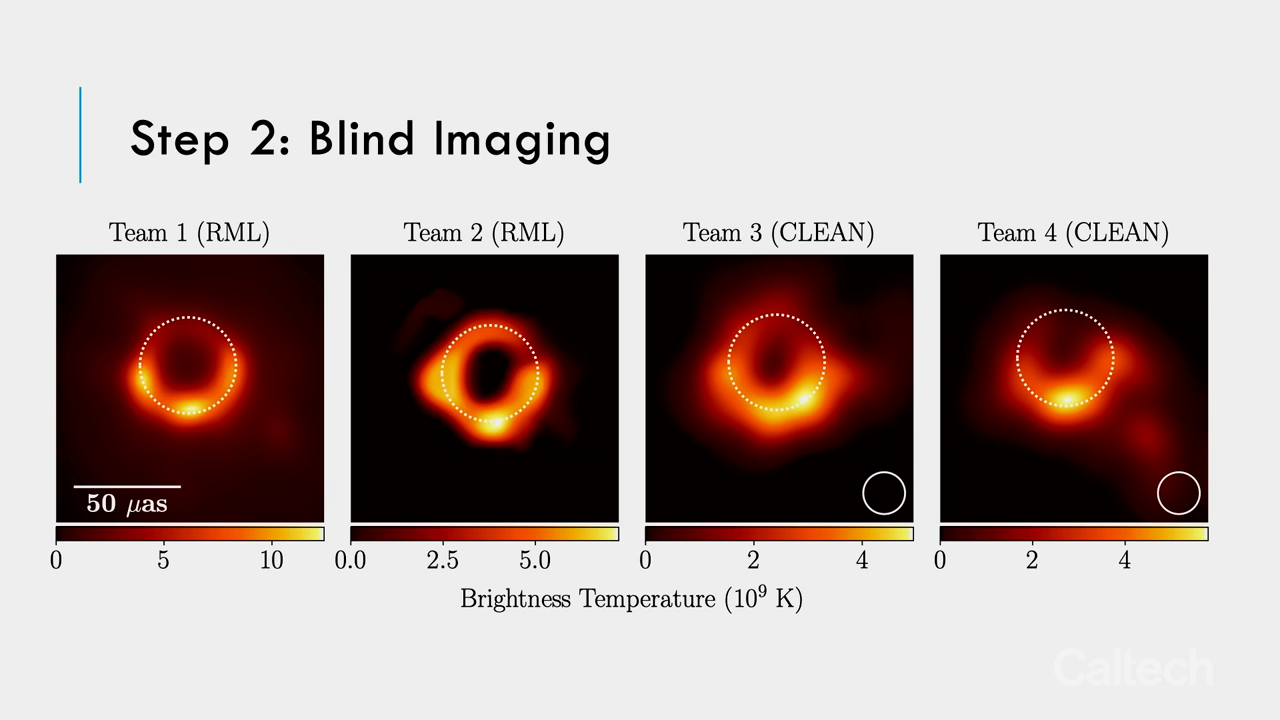 Step 2: Blind Imaging
Team 1 (RML)
Team 2 (RML)
Team 3 (CLEAN)
Team 4 (CLEAN)
50 μas
0 5 10
0.0 2.5 5.0
0 2 4
0 2 4
Brightness Temperature (10⁹ K)
Caltech